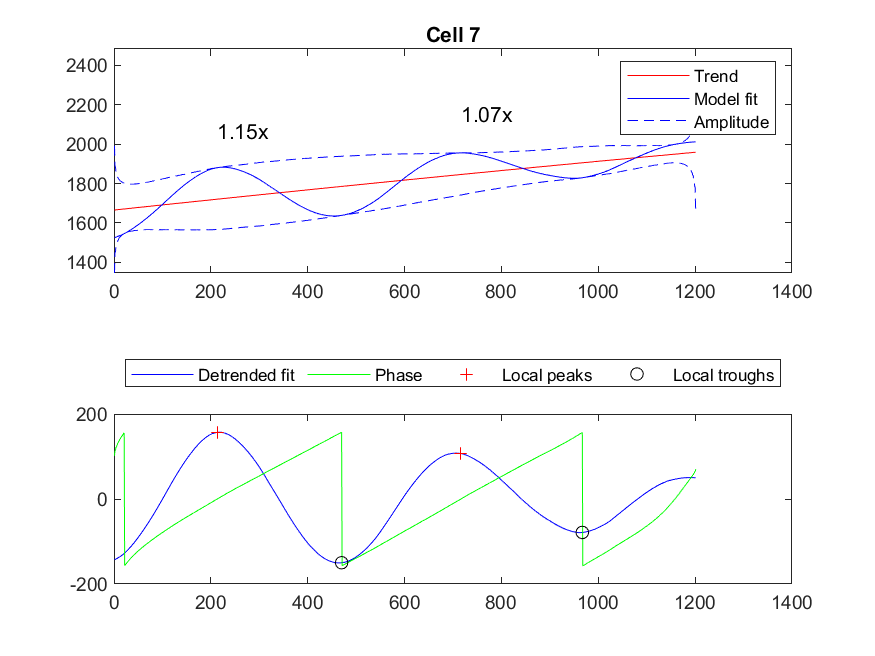 Cell 7
2400
2200
2000
1800
1600
1400
1.15x
1.07x
Trend
Model fit
Amplitude
0 200 400 600 800 1000 1200 1400
Detrended fit Phase Local peaks Local troughs
200
0
-200
0 200 400 600 800 1000 1200 1400